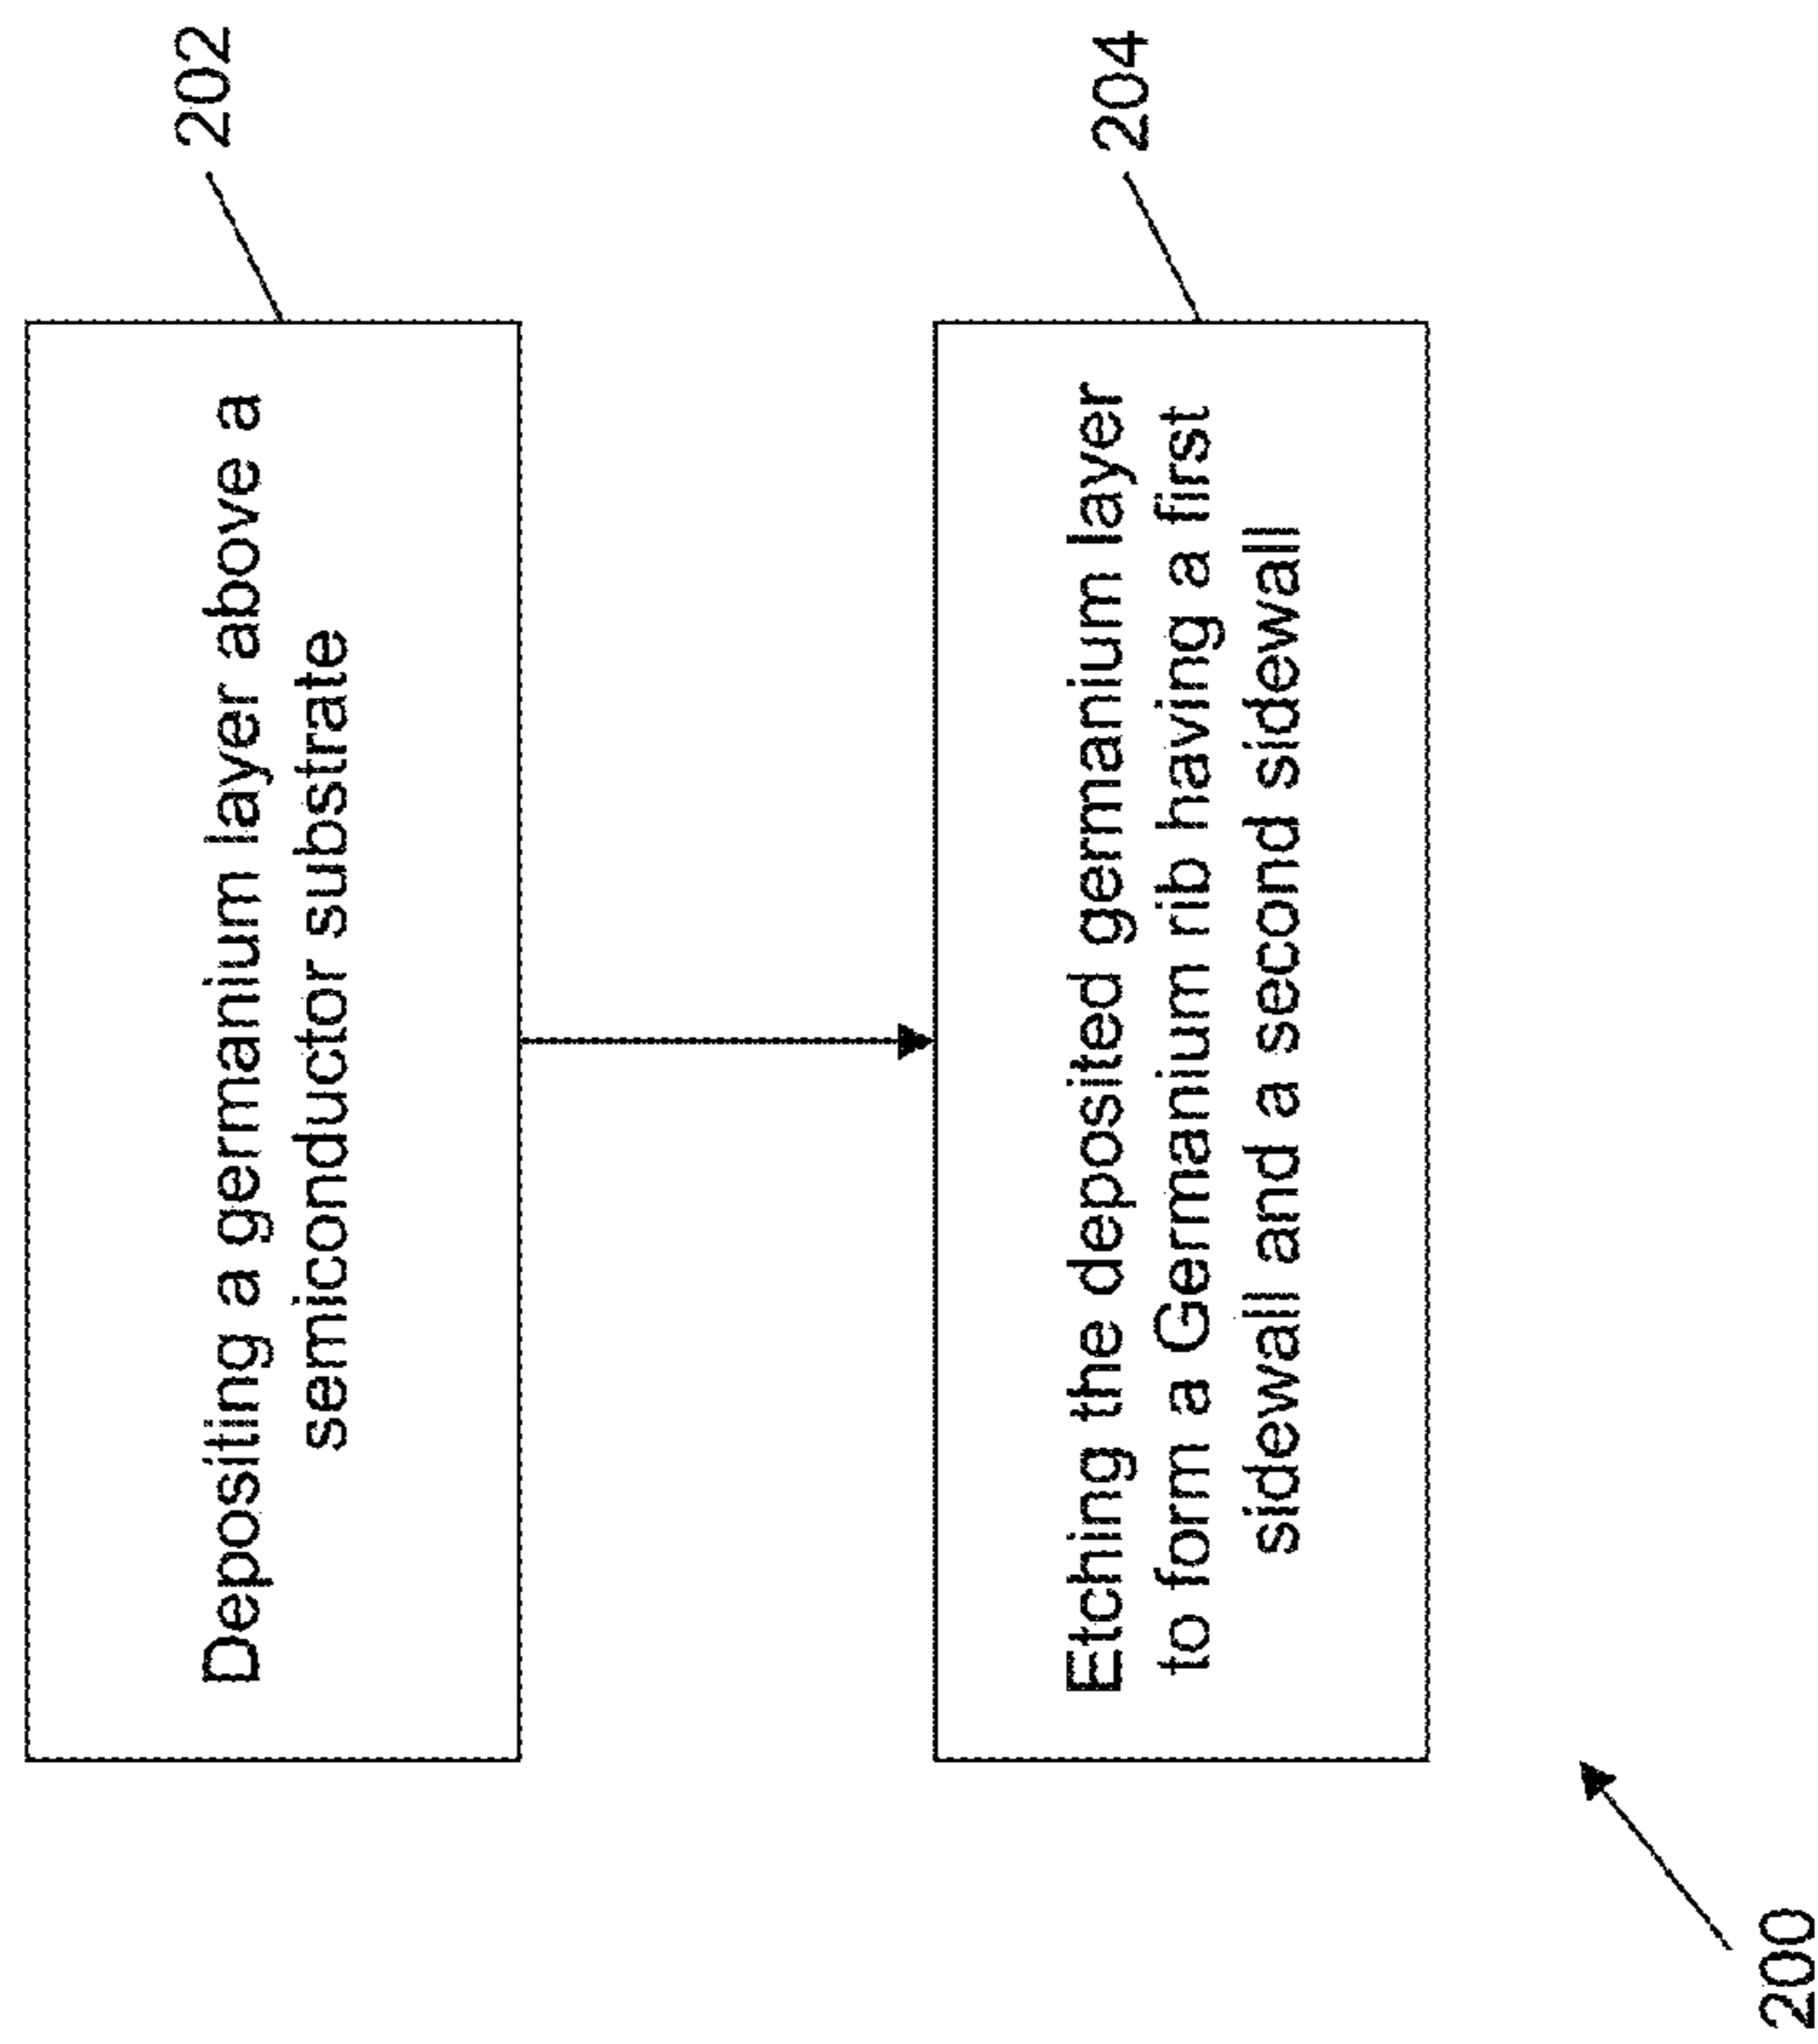 Depositing a germanium layer above a
semiconductor substrate
202
Etching the deposited germanium layer
to form a Germanium rib having a first
sidewall and a second sidewall
204
200